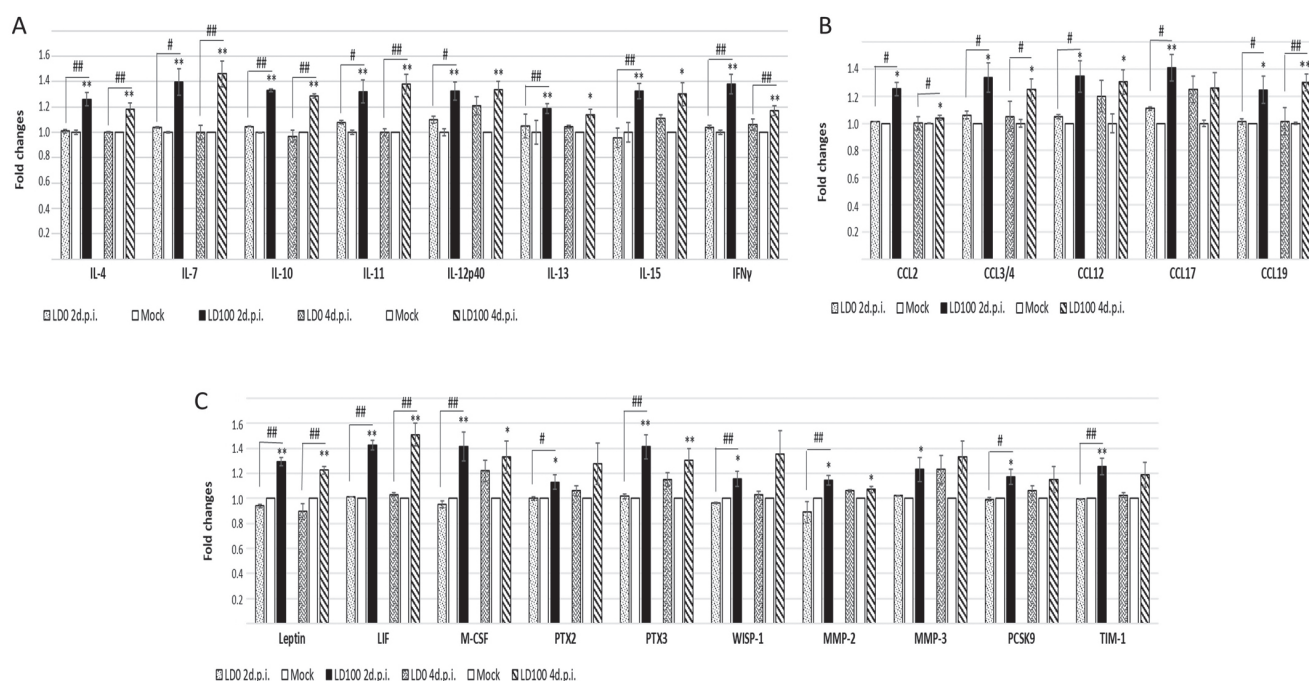 A
Fold changes
1.6
1.4
1.2
1.0
0.8
0.6
0.4
0.2
## ** ## **
# ** ## **
## ** ## **
# ** ## **
# ** **
## ** *
## ** *
## ** ## **
IL-4 IL-7 IL-10 IL-11 IL-12p40 IL-13 IL-15 IFNγ
LD0 2d.p.i. Mock LD100 2d.p.i. LD0 4d.p.i. Mock LD100 4d.p.i.
B
Fold changes
1.6
1.4
1.2
1.0
0.8
0.6
0.4
0.2
# * # *
# * # *
# * *
# **
# * ## **
CCL2 CCL3/4 CCL12 CCL17 CCL19
LD0 2d.p.i. Mock LD100 2d.p.i. Mock LD100 4d.p.i.
C
Fold changes
1.6
1.4
1.2
1.0
0.8
0.6
0.4
0.2
## ** ## **
## ** ## **
## ** *
# *
## ** **
## *
## * *
*
# *
## **
Leptin LIF M-CSF PTX2 PTX3 WISP-1 MMP-2 MMP-3 PCSK9 TIM-1
LD0 2d.p.i. Mock LD100 2d.p.i. LD0 4d.p.i. Mock LD100 4d.p.i.